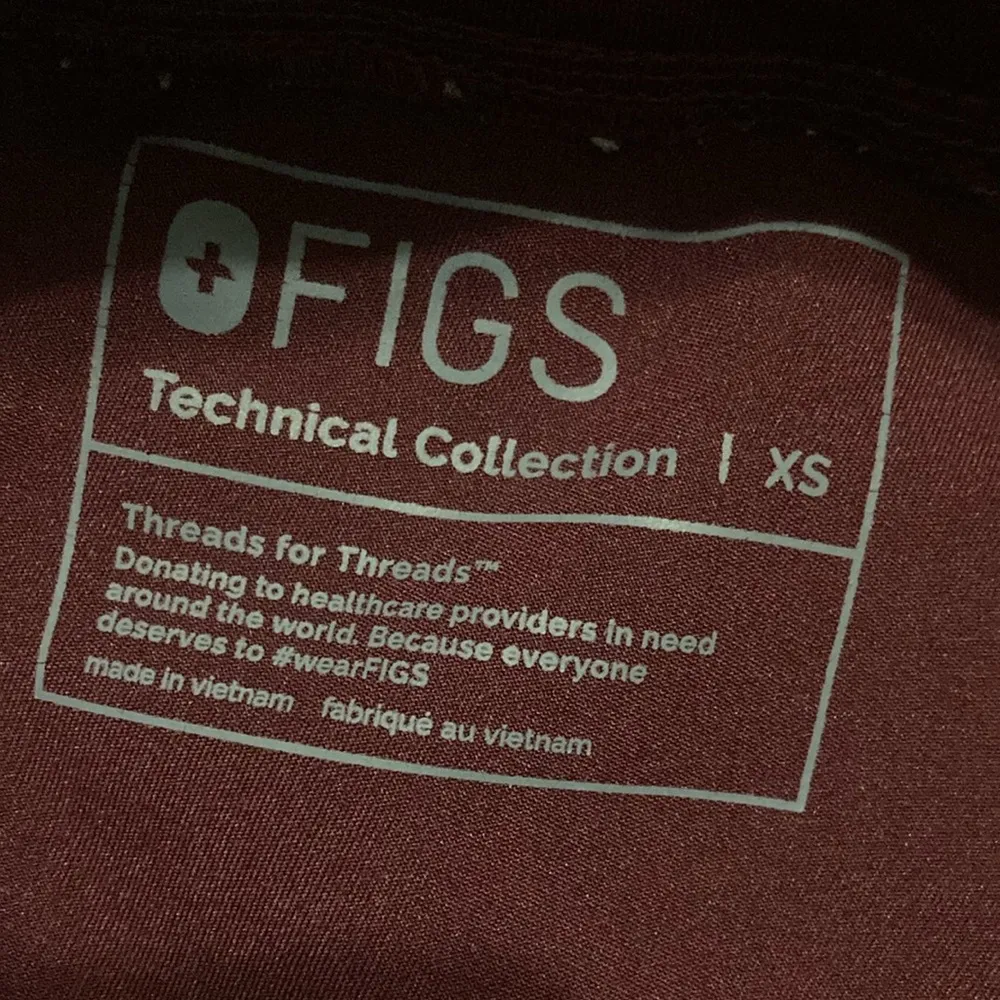 FIGS
Technical Collection | XS
Threads for Threads™
Donating to healthcare providers in need
around the world. Because everyone
deserves to #wearFIGS
made in vietnam fabriqué au vietnam